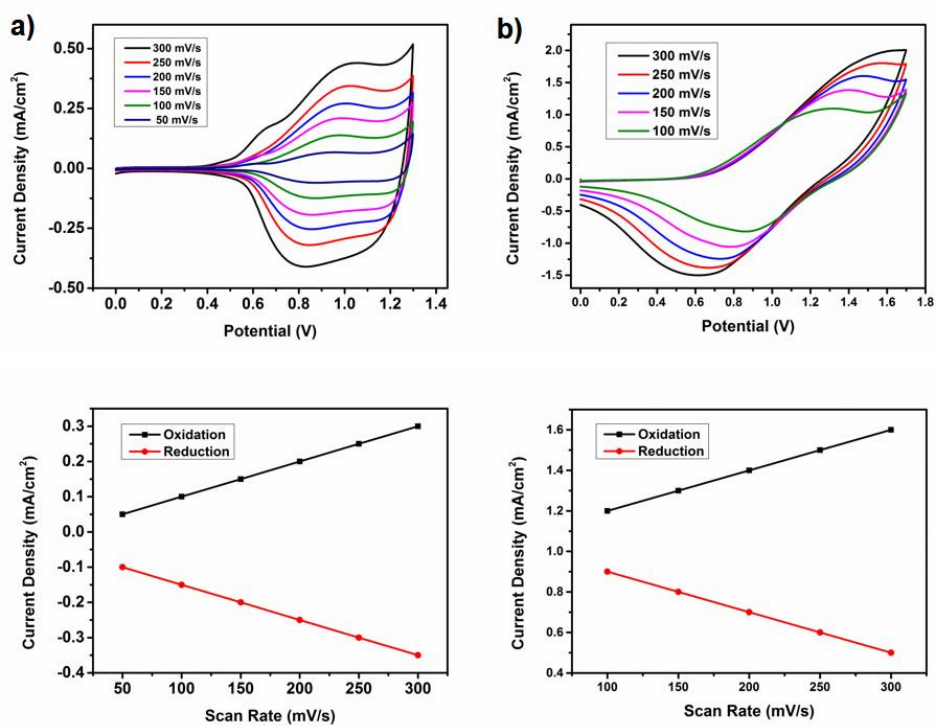 a)
300 mV/s
250 mV/s
200 mV/s
150 mV/s
100 mV/s
50 mV/s
Current Density (mA/cm²)
0.50
0.25
0.00
-0.25
-0.50
0.0 0.2 0.4 0.6 0.8 1.0 1.2 1.4
Potential (V)
b)
300 mV/s
250 mV/s
200 mV/s
150 mV/s
100 mV/s
Current Density (mA/cm²)
2.0
1.5
1.0
0.5
0.0
-0.5
-1.0
-1.5
0.0 0.2 0.4 0.6 0.8 1.0 1.2 1.4 1.6 1.8
Potential (V)
Oxidation
Reduction
Current Density (mA/cm²)
0.3
0.2
0.1
0.0
-0.1
-0.2
-0.3
-0.4
50 100 150 200 250 300
Scan Rate (mV/s)
Oxidation
Reduction
Current Density (mA/cm²)
1.6
1.4
1.2
1.0
0.8
0.6
0.4
100 150 200 250 300
Scan Rate (mV/s)